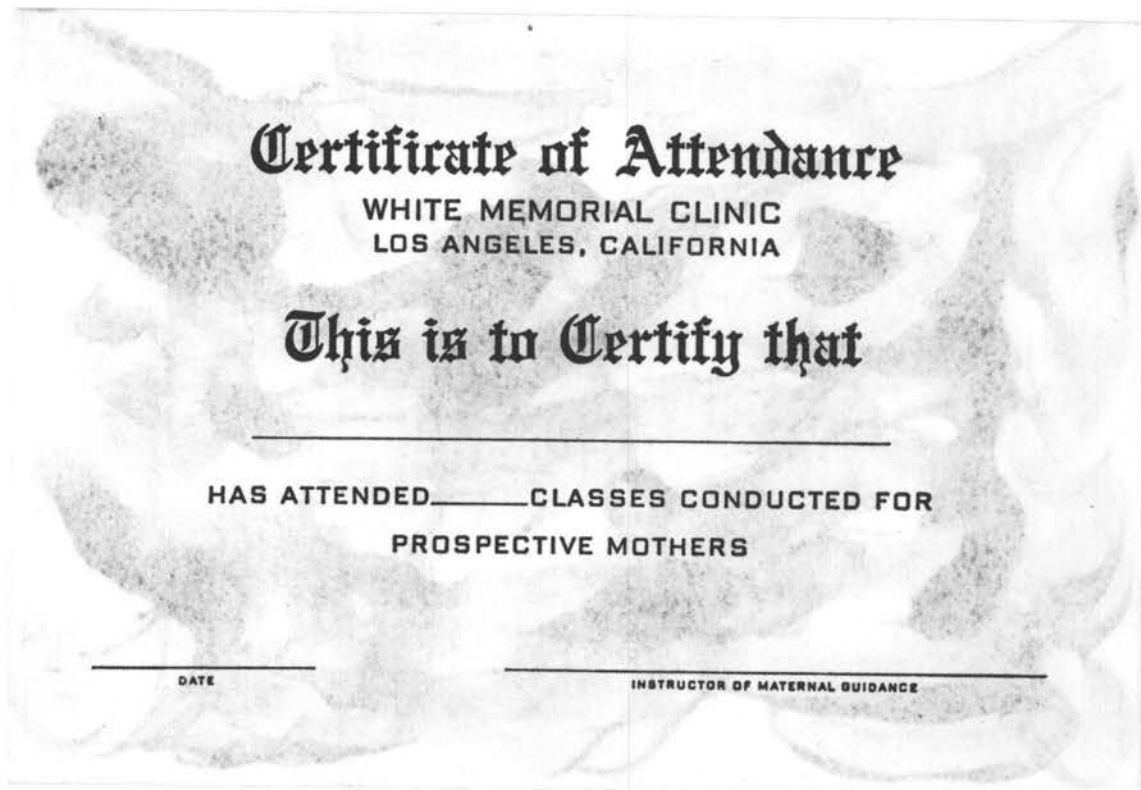 Certificate of Attendance
WHITE MEMORIAL CLINIC
LOS ANGELES, CALIFORNIA
This is to Certify that
HAS ATTENDED______CLASSES CONDUCTED FOR
PROSPECTIVE MOTHERS
DATE
INSTRUCTOR OF MATERNAL GUIDANCE